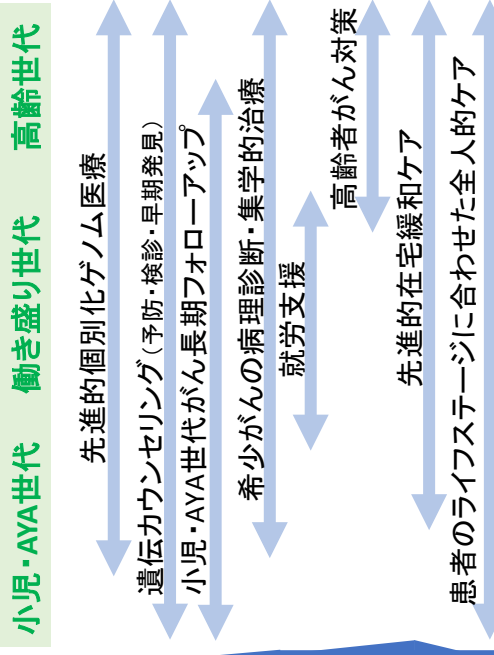 小児・AYA世代 働き盛り世代 高齢世代
先進的個別化ゲノム医療
遺伝カウンセリング(予防・検診・早期発見)
小児・AYA世代がん長期フォローアップ
希少がんの病理診断・集学的治療
就労支援
高齢者がん対策
先進的在宅緩和ケア
患者のライフステージに合わせた全人的ケア